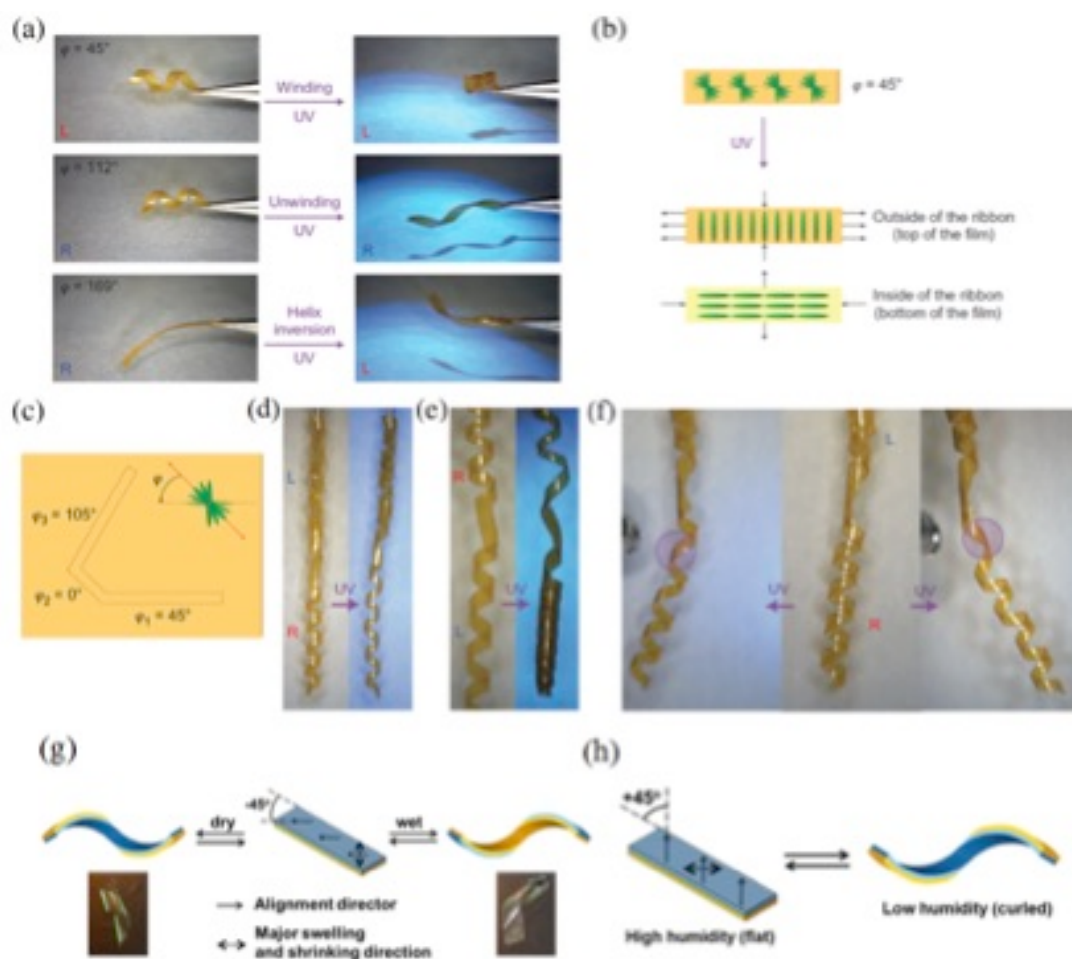 (a)
φ = 45°
L
Winding
UV
L
φ = 112°
R
Unwinding
UV
R
φ = 169°
R
Helix
inversion
UV
L
(b)
φ = 45°
UV
Outside of the ribbon
(top of the film)
Inside of the ribbon
(bottom of the film)
(c)
φ
φ₃ = 105°
φ₂ = 0°
φ₁ = 45°
(d)
L
UV
R
(e)
R
UV
L
(f)
L
UV
UV
R
(g)
-45°
dry
wet
Alignment director
Major swelling
and shrinking direction
(h)
+45°
High humidity (flat)
Low humidity (curled)